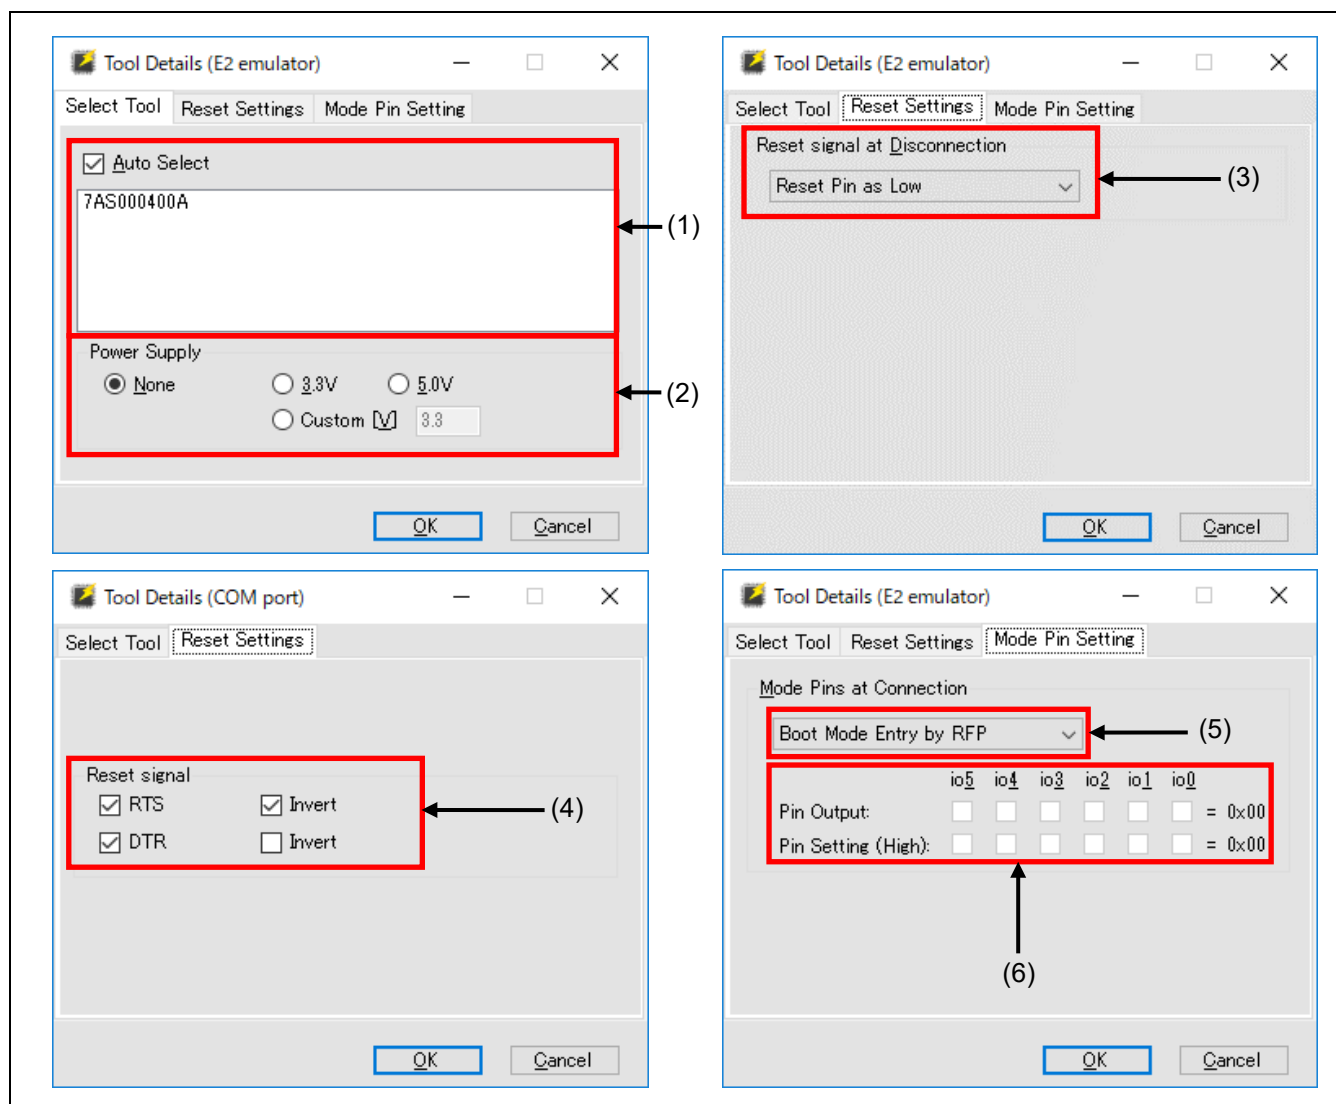 Tool Details (E2 emulator)
Select Tool Reset Settings Mode Pin Setting
Auto Select
7AS000400A
(1)
Power Supply
None 3.3V 5.0V
Custom [V] 3.3
(2)
OK Cancel
Tool Details (E2 emulator)
Select Tool Reset Settings Mode Pin Setting
Reset signal at Disconnection
Reset Pin as Low
(3)
OK Cancel
Tool Details (COM port)
Select Tool Reset Settings
Reset signal
RTS Invert
DTR Invert
(4)
OK Cancel
Tool Details (E2 emulator)
Select Tool Reset Settings Mode Pin Setting
Mode Pins at Connection
Boot Mode Entry by RFP
(5)
io5 io4 io3 io2 io1 io0
Pin Output: = 0x00
Pin Setting (High): = 0x00
(6)
OK Cancel